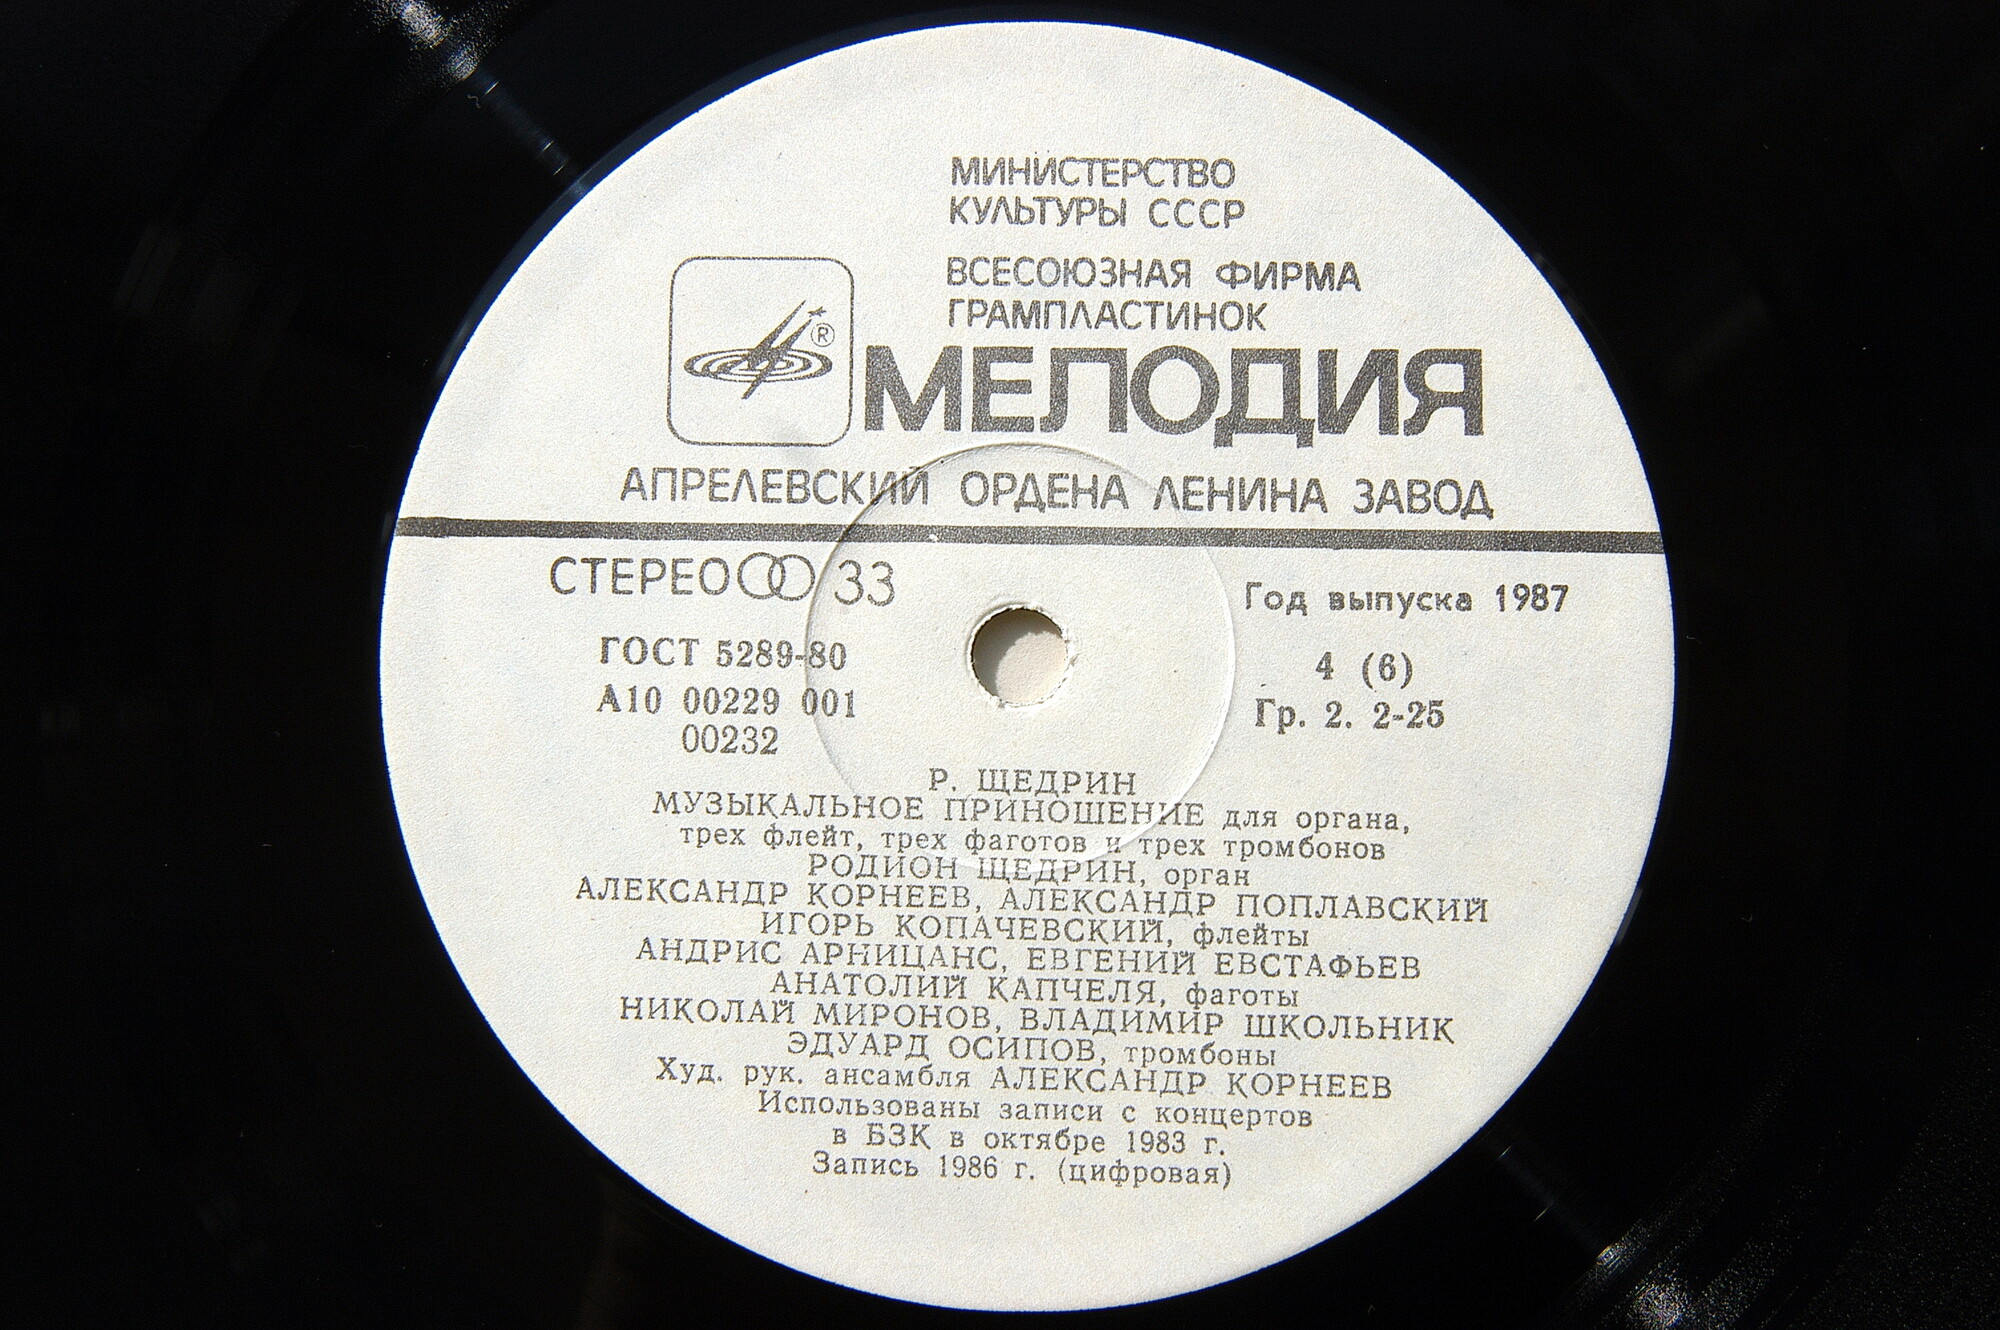 МИНИСТЕРСТВО
КУЛЬТУРЫ СССР
ВСЕСОЮЗНАЯ ФИРМА
ГРАМПЛАСТИНОК
®
МЕЛОДИЯ
АПРЕЛЕВСКИЙ ОРДЕНА ЛЕНИНА ЗАВОД
СТЕРЕО 33
Год выпуска 1987
ГОСТ 5289-80
4 (6)
А10 00229 001
Гр. 2. 2-25
00232
Р. ЩЕДРИН
МУЗЫКАЛЬНОЕ ПРИНОШЕНИЕ для органа,
трех флейт, трех фаготов и трех тромбонов
РОДИОН ЩЕДРИН, орган
АЛЕКСАНДР КОРНЕЕВ, АЛЕКСАНДР ПОПЛАВСКИЙ
ИГОРЬ КОПАЧЕВСКИЙ, флейты
АНДРИС АРНИЦАНС, ЕВГЕНИЙ ЕВСТАФЬЕВ
АНАТОЛИЙ КАПЧЕЛЯ, фаготы
НИКОЛАЙ МИРОНОВ, ВЛАДИМИР ШКОЛЬНИК
ЭДУАРД ОСИПОВ, тромбоны
Худ. рук. ансамбля АЛЕКСАНДР КОРНЕЕВ
Использованы записи с концертов
в БЗК в октябре 1983 г.
Запись 1986 г. (цифровая)